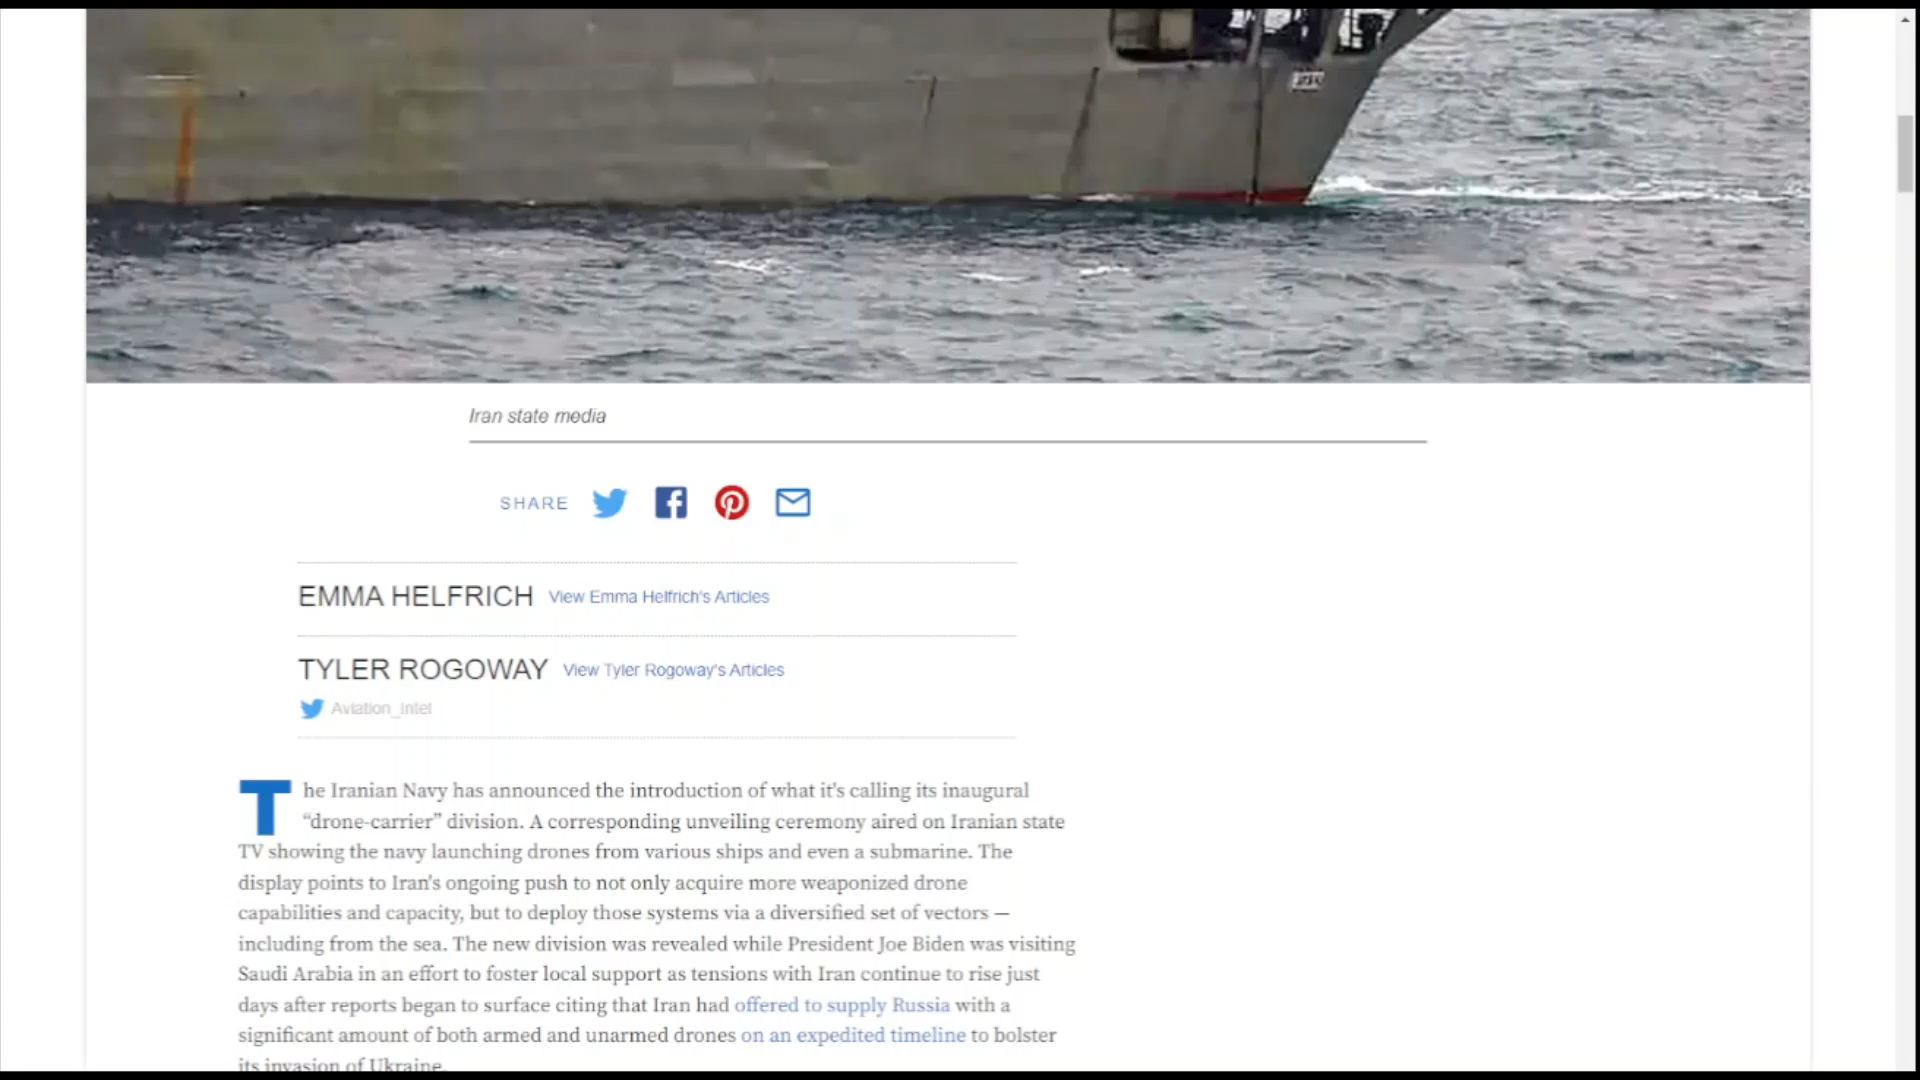 Iran state media
SHARE
EMMA HELFRICH View Emma Helfrich's Articles
TYLER ROGOWAY View Tyler Rogoway's Articles
Aviation_Intel
The Iranian Navy has announced the introduction of what it's calling its inaugural
“drone-carrier” division. A corresponding unveiling ceremony aired on Iranian state
TV showing the navy launching drones from various ships and even a submarine. The
display points to Iran's ongoing push to not only acquire more weaponized drone
capabilities and capacity, but to deploy those systems via a diversified set of vectors —
including from the sea. The new division was revealed while President Joe Biden was visiting
Saudi Arabia in an effort to foster local support as tensions with Iran continue to rise just
days after reports began to surface citing that Iran had offered to supply Russia with a
significant amount of both armed and unarmed drones on an expedited timeline to bolster
its invasion of Ukraine.